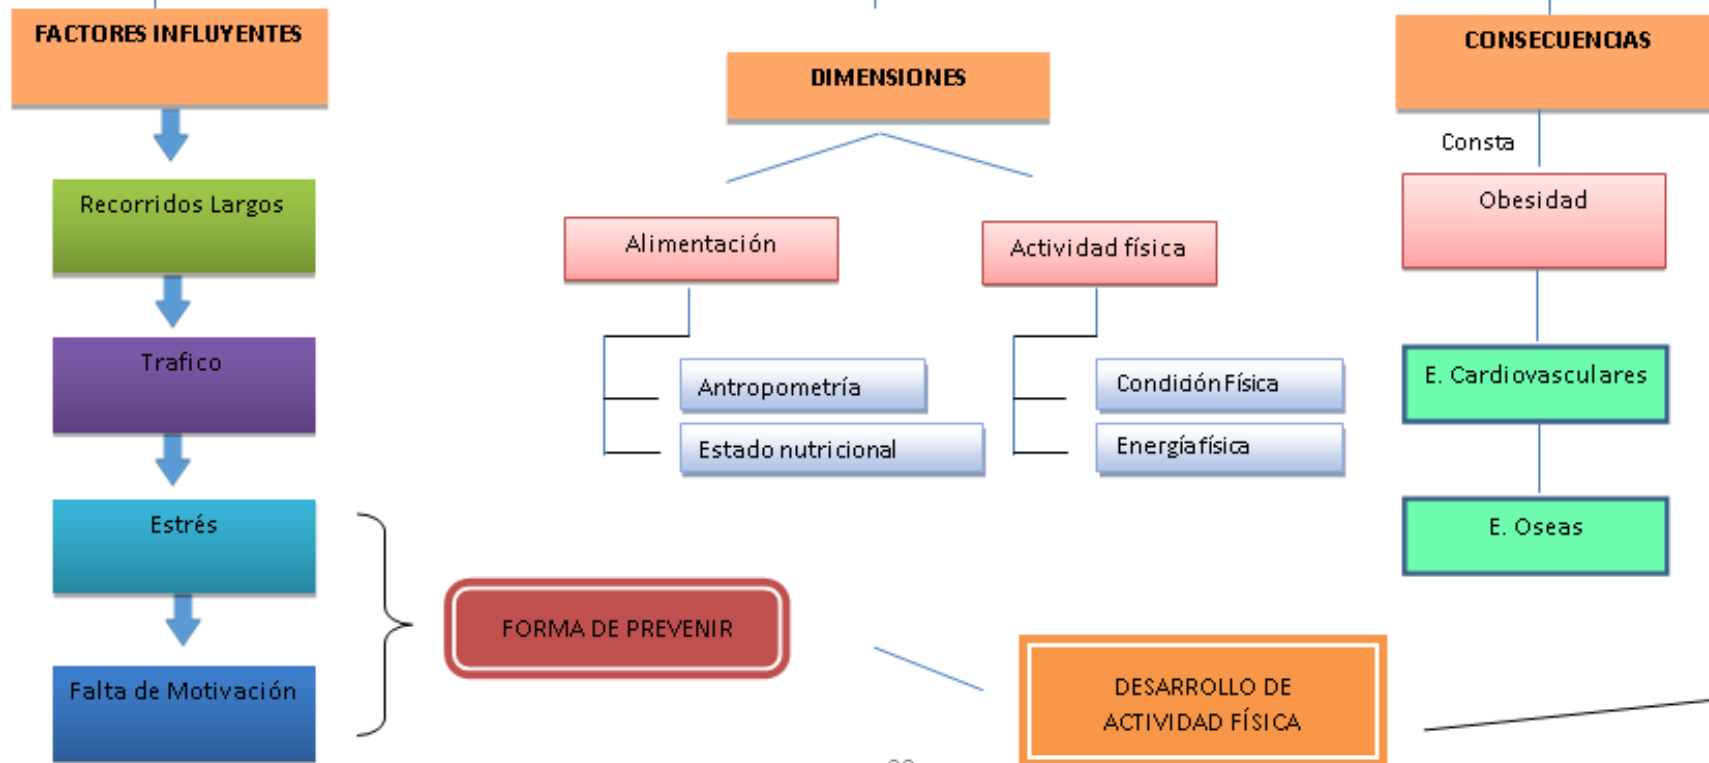 FACTORES INFLUYENTES
Recorridos Largos
Trafico
Estrés
Falta de Motivación
DIMENSIONES
Alimentación
Antropometría
Estado nutricional
Actividad física
Condición Física
Energía física
FORMA DE PREVENIR
DESARROLLO DE
ACTIVIDAD FÍSICA
CONSECUENCIAS
Consta
Obesidad
E. Cardiovasculares
E. Oseas